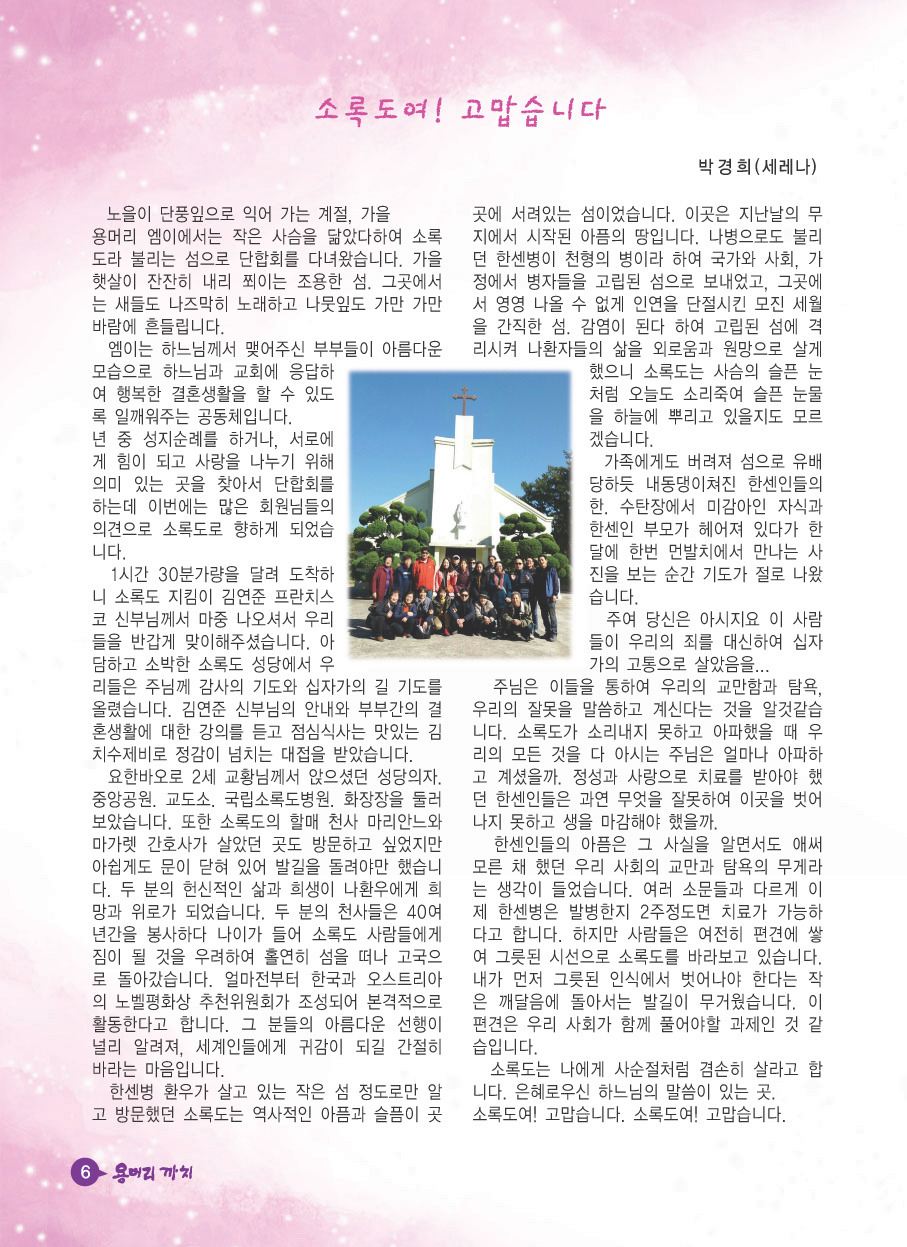 소록도여! 고맙습니다
박경희(세레나)
노을이 단풍잎으로 익어 가는 계절, 가을
용머리 엠이에서는 작은 사슴을 닮았다하여 소록
도라 불리는 섬으로 단합회를 다녀왔습니다. 가을
햇살이 잔잔히 내리 쬐이는 조용한 섬. 그곳에서
는 새들도 나즈막히 노래하고 나뭇잎도 가만 가만
바람에 흔들립니다.
엠이는 하느님께서 맺어주신 부부들이 아름다운
모습으로 하느님과 교회에 응답하
여 행복한 결혼생활을 할 수 있도
록 일깨워주는 공동체입니다.
년 중 성지순례를 하거나, 서로에
게 힘이 되고 사랑을 나누기 위해
의미 있는 곳을 찾아서 단합회를
하는데 이번에는 많은 회원님들의
의견으로 소록도로 향하게 되었습
니다.
1시간 30분가량을 달려 도착하
니 소록도 지킴이 김연준 프란치스
코 신부님께서 마중 나오셔서 우리
들을 반갑게 맞이해주셨습니다. 아
담하고 소박한 소록도 성당에서 우
리들은 주님께 감사의 기도와 십자가의 길 기도를
올렸습니다. 김연준 신부님의 안내와 부부간의 결
혼생활에 대한 강의를 듣고 점심식사는 맛있는 김
치수제비로 정감이 넘치는 대접을 받았습니다.
요한바오로 2세 교황님께서 앉으셨던 성당의자.
중앙공원. 교도소. 국립소록도병원. 화장장을 둘러
보았습니다. 또한 소록도의 할매 천사 마리안느와
마가렛 간호사가 살았던 곳도 방문하고 싶었지만
아쉽게도 문이 닫혀 있어 발길을 돌려야만 했습니
다. 두 분의 헌신적인 삶과 희생이 나환우에게 희
망과 위로가 되었습니다. 두 분의 천사들은 40여
년간을 봉사하다 나이가 들어 소록도 사람들에게
짐이 될 것을 우려하여 홀연히 섬을 떠나 고국으
로 돌아갔습니다. 얼마전부터 한국과 오스트리아
의 노벨평화상 추천위원회가 조성되어 본격적으로
활동한다고 합니다. 그 분들의 아름다운 선행이
널리 알려져, 세계인들에게 귀감이 되길 간절히
바라는 마음입니다.
한센병 환우가 살고 있는 작은 섬 정도로만 알
고 방문했던 소록도는 역사적인 아픔과 슬픔이 곳
곳에 서려있는 섬이었습니다. 이곳은 지난날의 무
지에서 시작된 아픔의 땅입니다. 나병으로도 불리
던 한센병이 천형의 병이라 하여 국가와 사회, 가
정에서 병자들을 고립된 섬으로 보내었고, 그곳에
서 영영 나올 수 없게 인연을 단절시킨 모진 세월
을 간직한 섬. 감염이 된다 하여 고립된 섬에 격
리시켜 나환자들의 삶을 외로움과 원망으로 살게
했으니 소록도는 사슴의 슬픈 눈
처럼 오늘도 소리죽여 슬픈 눈물
을 하늘에 뿌리고 있을지도 모르
겠습니다.
가족에게도 버려져 섬으로 유배
당하듯 내동댕이쳐진 한센인들의
한. 수탄장에서 미감아인 자식과
한센인 부모가 헤어져 있다가 한
달에 한번 먼발치에서 만나는 사
진을 보는 순간 기도가 절로 나왔
습니다.
주여 당신은 아시지요 이 사람
들이 우리의 죄를 대신하여 십자
가의 고통으로 살았음을...
주님은 이들을 통하여 우리의 교만함과 탐욕,
우리의 잘못을 말씀하고 계신다는 것을 알것같습
니다. 소록도가 소리내지 못하고 아파했을 때 우
리의 모든 것을 다 아시는 주님은 얼마나 아파하
고 계셨을까. 정성과 사랑으로 치료를 받아야 했
던 한센인들은 과연 무엇을 잘못하여 이곳을 벗어
나지 못하고 생을 마감해야 했을까.
한센인들의 아픔은 그 사실을 알면서도 애써
모른 채 했던 우리 사회의 교만과 탐욕의 무게라
는 생각이 들었습니다. 여러 소문들과 다르게 이
제 한센병은 발병한지 2주정도면 치료가 가능하
다고 합니다. 하지만 사람들은 여전히 편견에 쌓
여 그릇된 시선으로 소록도를 바라보고 있습니다.
내가 먼저 그릇된 인식에서 벗어나야 한다는 작
은 깨달음에 돌아서는 발길이 무거웠습니다. 이
편견은 우리 사회가 함께 풀어야할 과제인 것 같
습입니다.
소록도는 나에게 사순절처럼 겸손히 살라고 합
니다. 은혜로우신 하느님의 말씀이 있는 곳.
소록도여! 고맙습니다. 소록도여! 고맙습니다.
6 용머리 까치